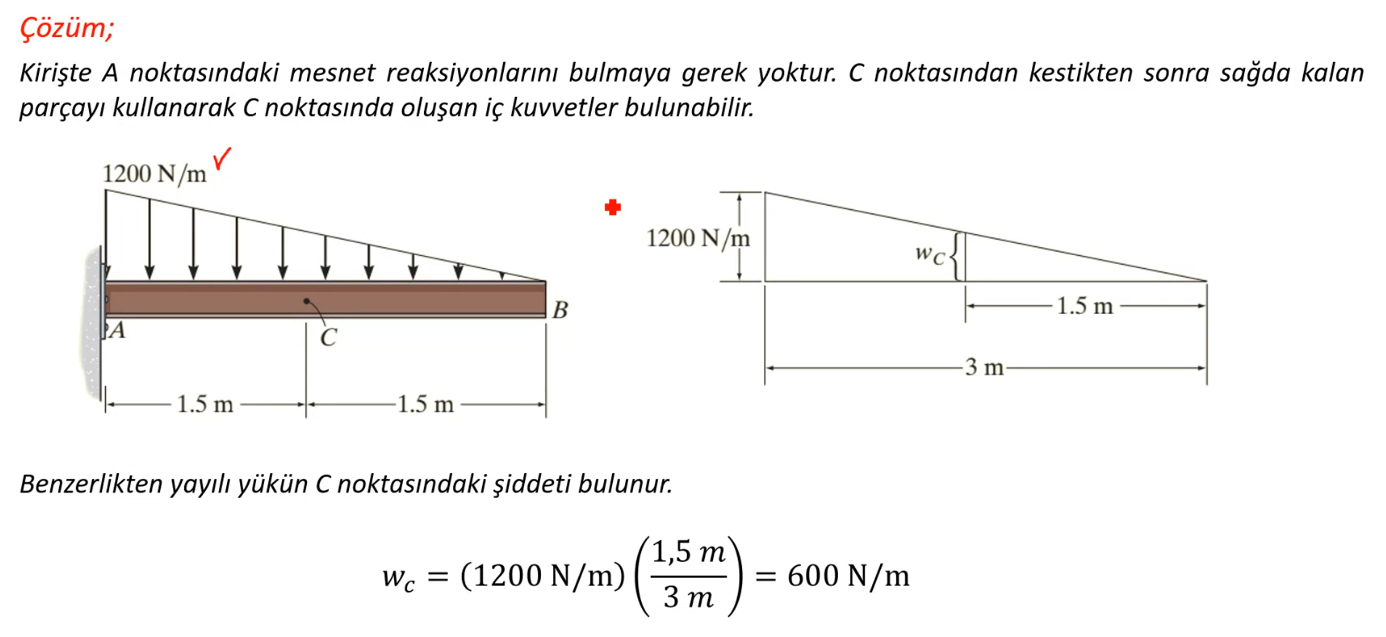 Çözüm;
Kirişte A noktasındaki mesnet reaksiyonlarını bulmaya gerek yoktur. C noktasından kestikten sonra sağda kalan
parçayı kullanarak C noktasında oluşan iç kuvvetler bulunabilir.
1200 N/m ✓
A
C
B
1.5 m
1.5 m
1200 N/m
w_C
1.5 m
3 m
Benzerlikten yayılı yükün C noktasındaki şiddeti bulunur.
w_c = (1200 N/m) (1,5 m / 3 m) = 600 N/m